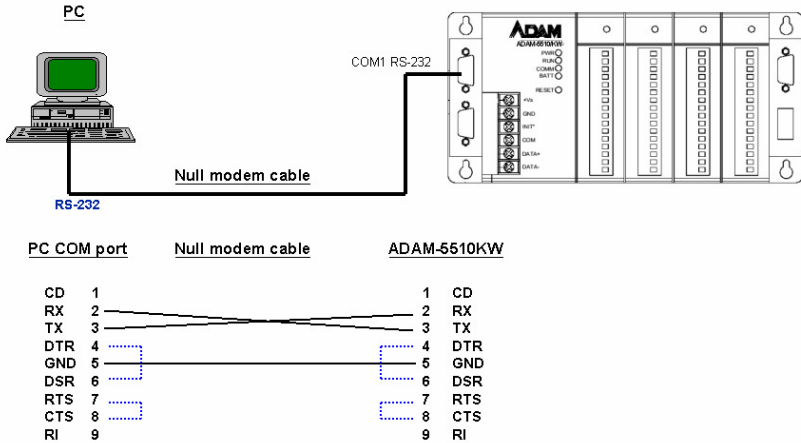 PC
COM1 RS-232
ADAM
ADAM-5510/KW-
PWR
RUN
COMM
BATT
RESET
+Vs
GND
INIT*
COM
DATA+
DATA-
Null modem cable
RS-232
PC COM port Null modem cable ADAM-5510KW
CD 1 1 CD
RX 2 2 RX
TX 3 3 TX
DTR 4 4 DTR
GND 5 5 GND
DSR 6 6 DSR
RTS 7 7 RTS
CTS 8 8 CTS
RI 9 9 RI